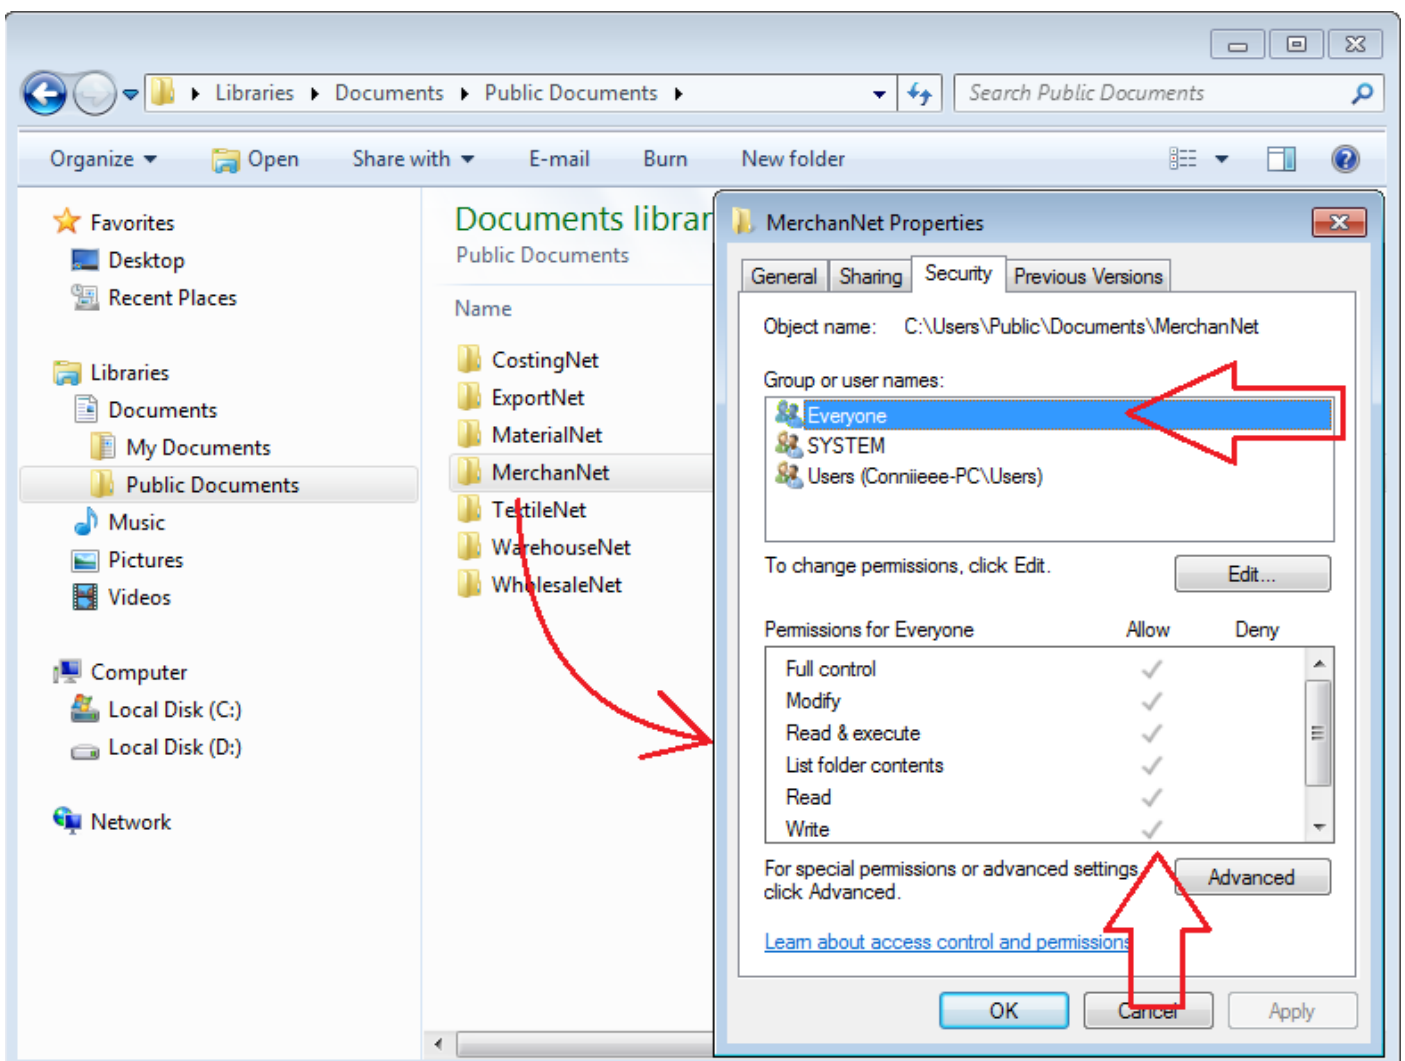 Libraries Documents Public Documents
Search Public Documents
Organize Open Share with E-mail Burn New folder
Favorites
Desktop
Recent Places
Libraries
Documents
My Documents
Public Documents
Music
Pictures
Videos
Computer
Local Disk (C:)
Local Disk (D:)
Network
Documents librar
Public Documents
Name
CostingNet
ExportNet
MaterialNet
MerchanNet
TextileNet
WarehouseNet
WholesaleNet
MerchanNet Properties
General Sharing Security Previous Versions
Object name: C:\Users\Public\Documents\MerchanNet
Group or user names:
Everyone
SYSTEM
Users (Conniieee-PC\Users)
To change permissions, click Edit.
Edit...
Permissions for Everyone Allow Deny
Full control
Modify
Read & execute
List folder contents
Read
Write
For special permissions or advanced settings,
click Advanced.
Advanced
Learn about access control and permissions
OK Cancel Apply